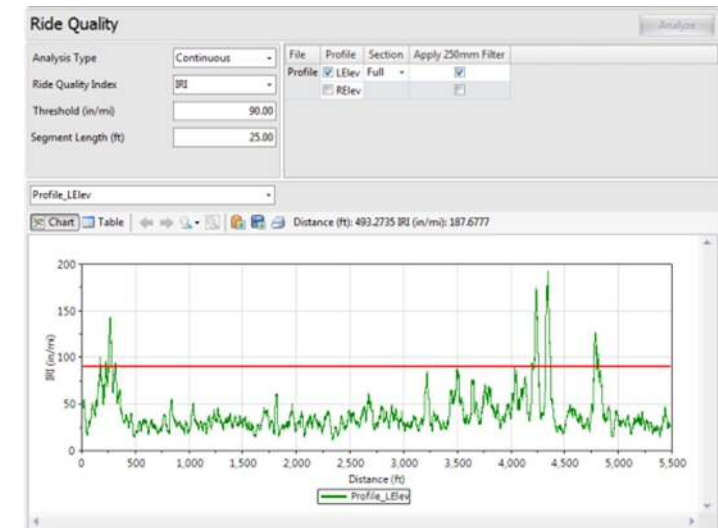 Ride Quality
Analyze
Analysis Type Continuous
Ride Quality Index IRI
Threshold (in/mi) 90.00
Segment Length (ft) 25.00
File Profile Section Apply 250mm Filter
Profile LElev Full
RElev
Profile_LElev
Chart Table Distance (ft): 493.2735 IRI (in/mi): 187.6777
200
150
100
50
0
IRI (in/mi)
0 500 1,000 1,500 2,000 2,500 3,000 3,500 4,000 4,500 5,000 5,500
Distance (ft)
Profile_LElev